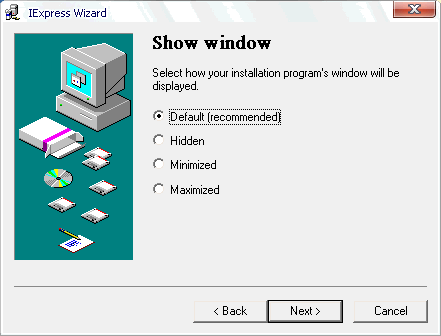 IExpress Wizard
Show window
Select how your installation program's window will be
displayed.
Default (recommended)
Hidden
Minimized
Maximized
< Back
Next >
Cancel